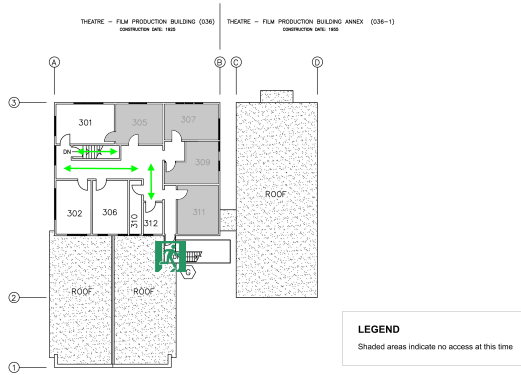 THEATRE – FILM PRODUCTION BUILDING (036)
CONSTRUCTION DATE: 1925
THEATRE – FILM PRODUCTION BUILDING ANNEX (036-1)
CONSTRUCTION DATE: 1955
A
B
C
D
3
301
305
307
DN
309
ROOF
302
306
310
312
311
G
2
ROOF
ROOF
1
LEGEND
Shaded areas indicate no access at this time